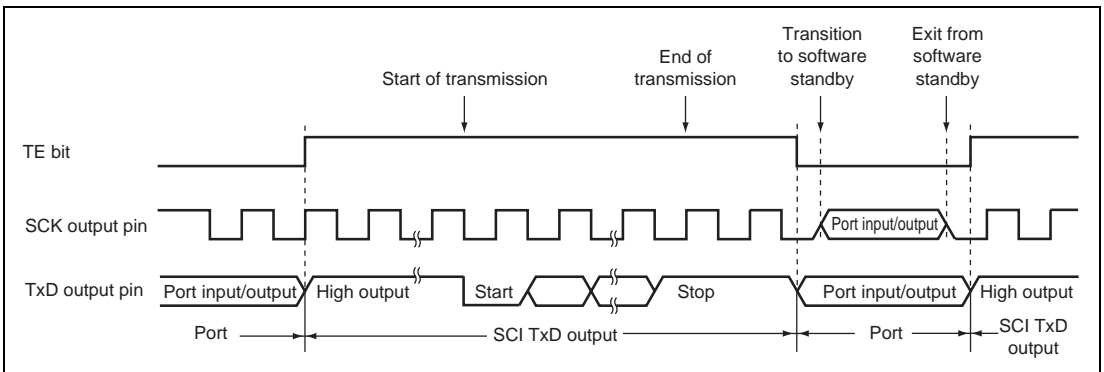 Transition
to software
standby
Exit from
software
standby
Start of transmission
End of
transmission
TE bit
SCK output pin
Port input/output
TxD output pin
Port input/output
High output
Start
Stop
Port input/output
High output
Port
SCI TxD output
Port
SCI TxD
output